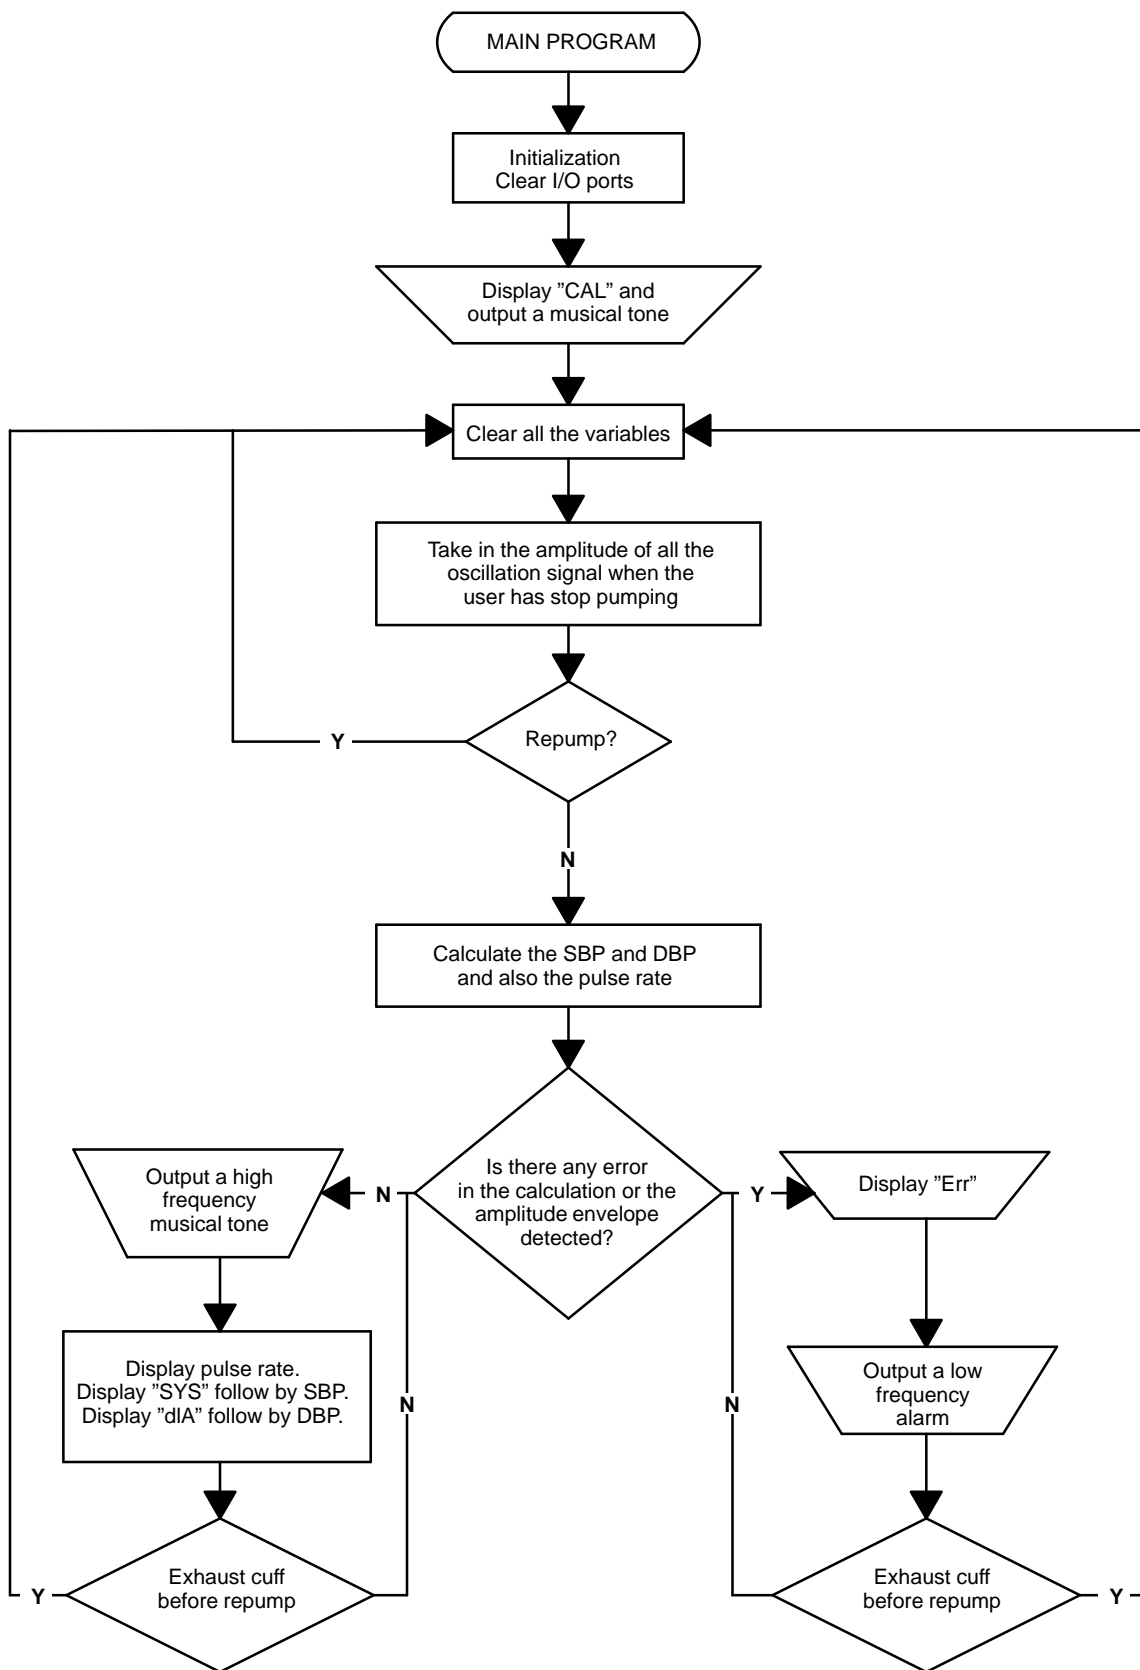 MAIN PROGRAM
Initialization
Clear I/O ports
Display ”CAL” and
output a musical tone
Clear all the variables
Take in the amplitude of all the
oscillation signal when the
user has stop pumping
Repump?
Y
N
Calculate the SBP and DBP
and also the pulse rate
Is there any error
in the calculation or the
amplitude envelope
detected?
N
Y
Output a high
frequency
musical tone
Display ”Err”
Display pulse rate.
Display ”SYS” follow by SBP.
Display ”dIA” follow by DBP.
N
Output a low
frequency
alarm
N
Exhaust cuff
before repump
Y
Exhaust cuff
before repump
Y